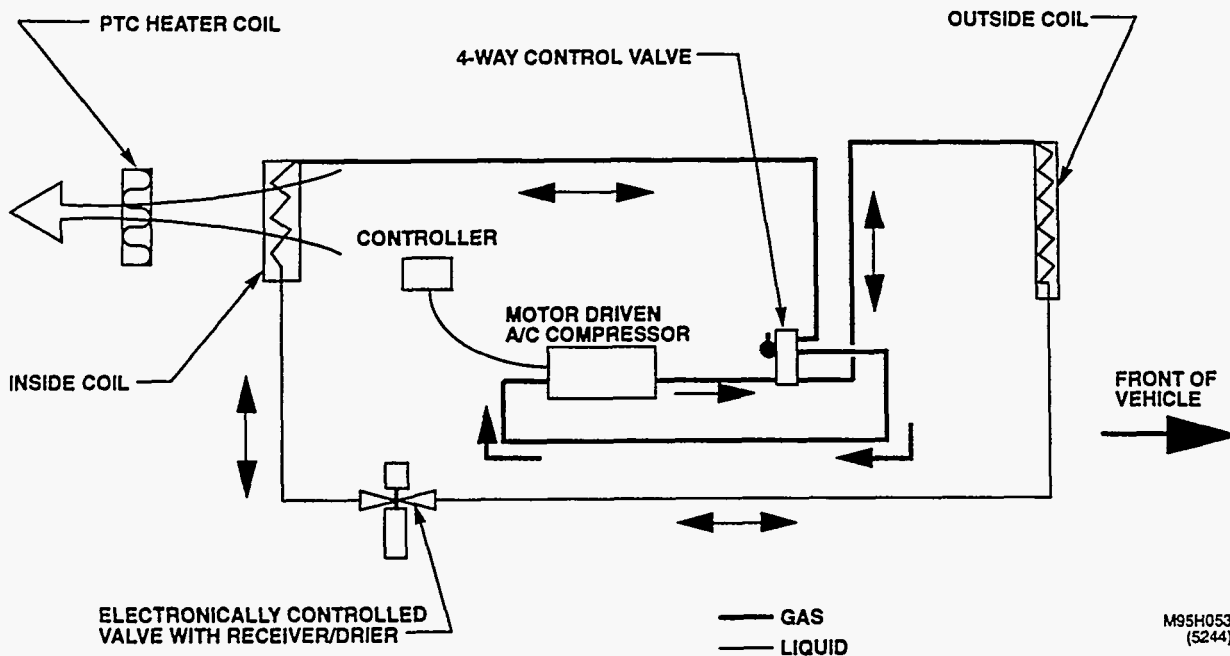 PTC HEATER COIL
OUTSIDE COIL
4-WAY CONTROL VALVE
CONTROLLER
MOTOR DRIVEN
A/C COMPRESSOR
INSIDE COIL
FRONT OF
VEHICLE
ELECTRONICALLY CONTROLLED
VALVE WITH RECEIVER/DRIER
GAS
LIQUID
M95H053
(5244)